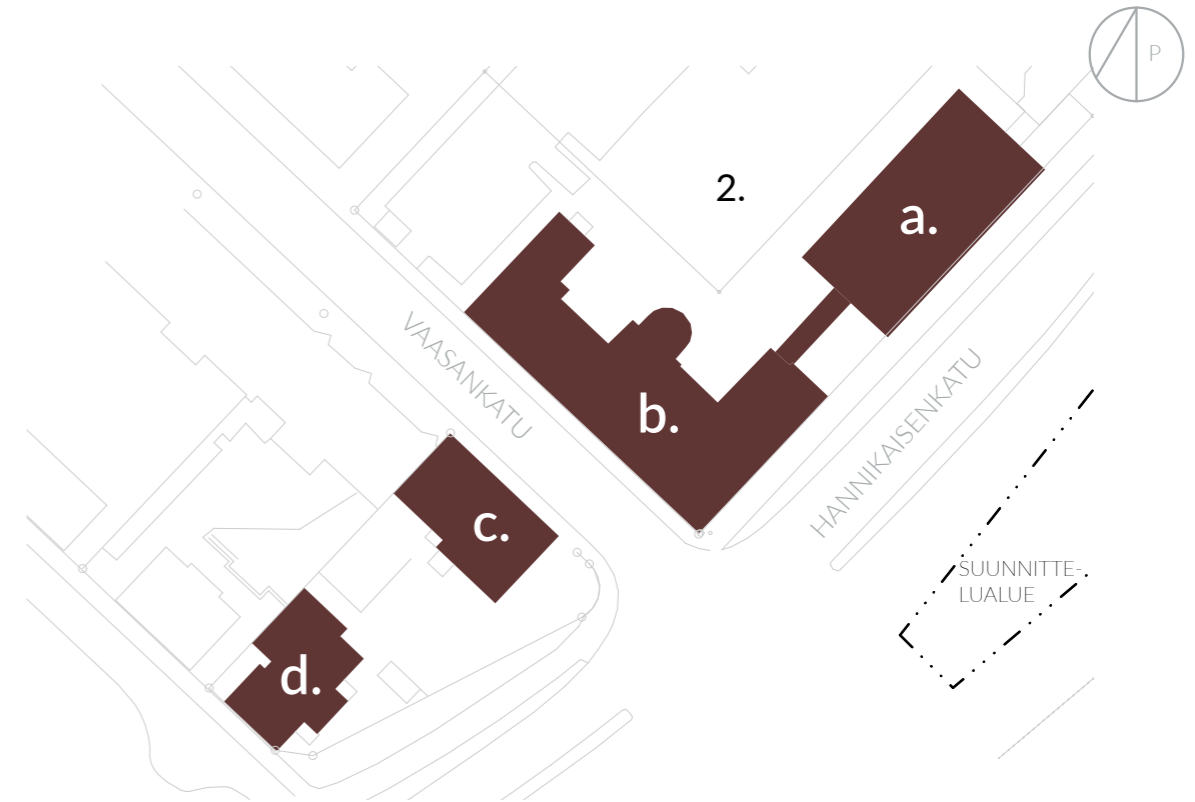 P
2.
a.
VAASANKATU
b.
HANNIKAISENKATU
c.
SUUNNITTE-
LUALUE
d.